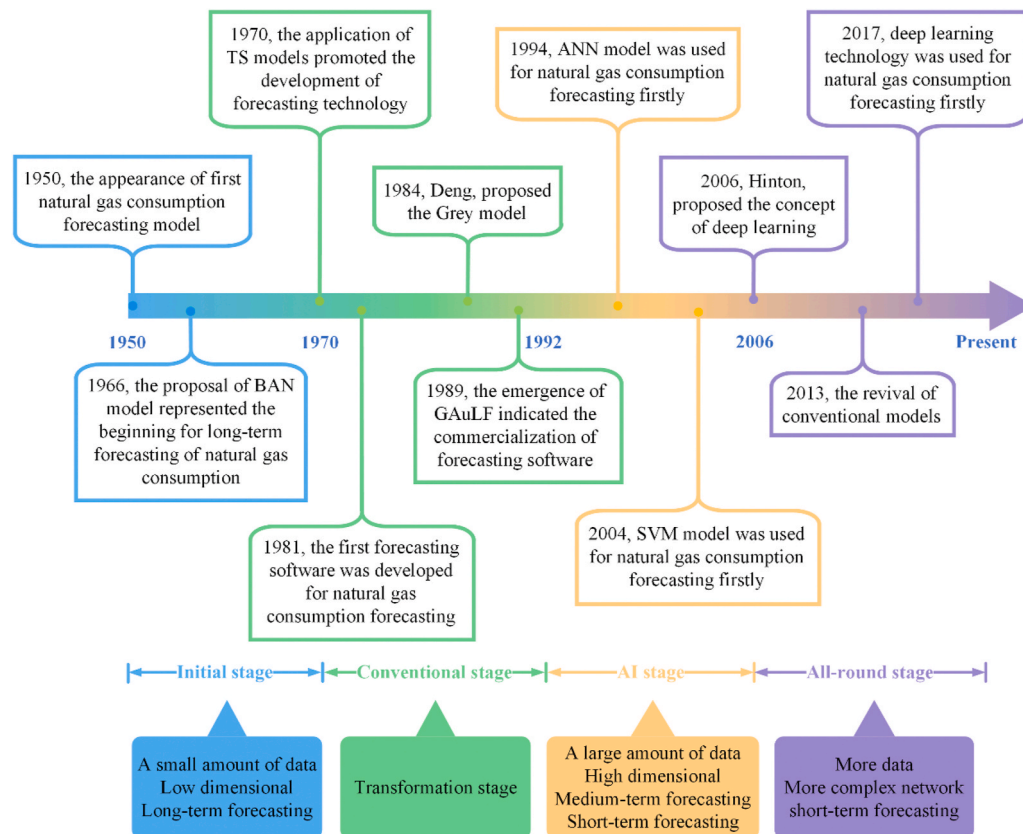 1970, the application of
TS models promoted the
development of
forecasting technology
1994, ANN model was used
for natural gas consumption
forecasting firstly
2017, deep learning
technology was used for
natural gas consumption
forecasting firstly
1950, the appearance of first
natural gas consumption
forecasting model
1984, Deng, proposed
the Grey model
2006, Hinton,
proposed the concept
of deep learning
1950
1970
1992
2006
Present
1966, the proposal of BAN
model represented the
beginning for long-term
forecasting of natural gas
consumption
1989, the emergence of
GAuLF indicated the
commercialization of
forecasting software
2013, the revival of
conventional models
1981, the first forecasting
software was developed
for natural gas
consumption forecasting
2004, SVM model was used
for natural gas consumption
forecasting firstly
Initial stage
Conventional stage
AI stage
All-round stage
A small amount of data
Low dimensional
Long-term forecasting
Transformation stage
A large amount of data
High dimensional
Medium-term forecasting
Short-term forecasting
More data
More complex network
short-term forecasting